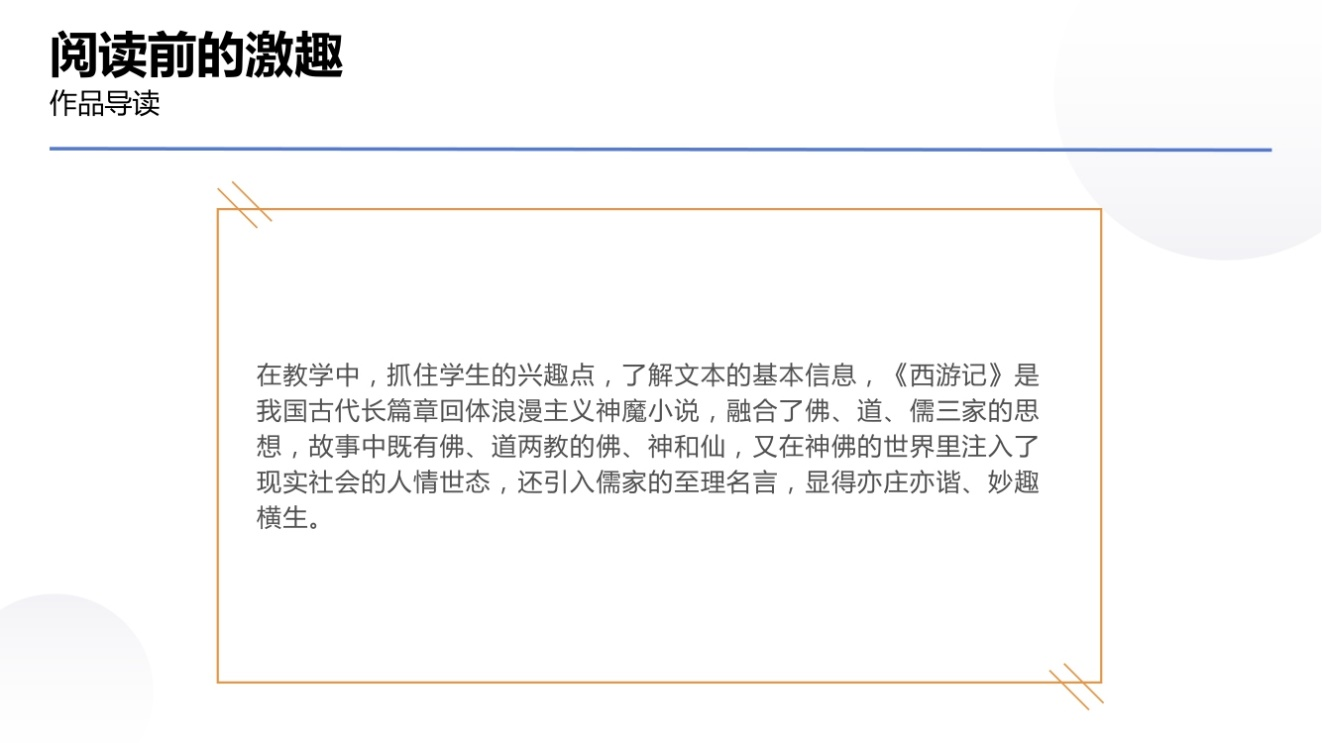 阅读前的激趣
作品导读
在教学中，抓住学生的兴趣点，了解文本的基本信息，《西游记》是
我国古代长篇章回体浪漫主义神魔小说，融合了佛、道、儒三家的思
想，故事中既有佛、道两教的佛、神和仙，又在神佛的世界里注入了
现实社会的人情世态，还引入儒家的至理名言，显得亦庄亦谐、妙趣
横生。